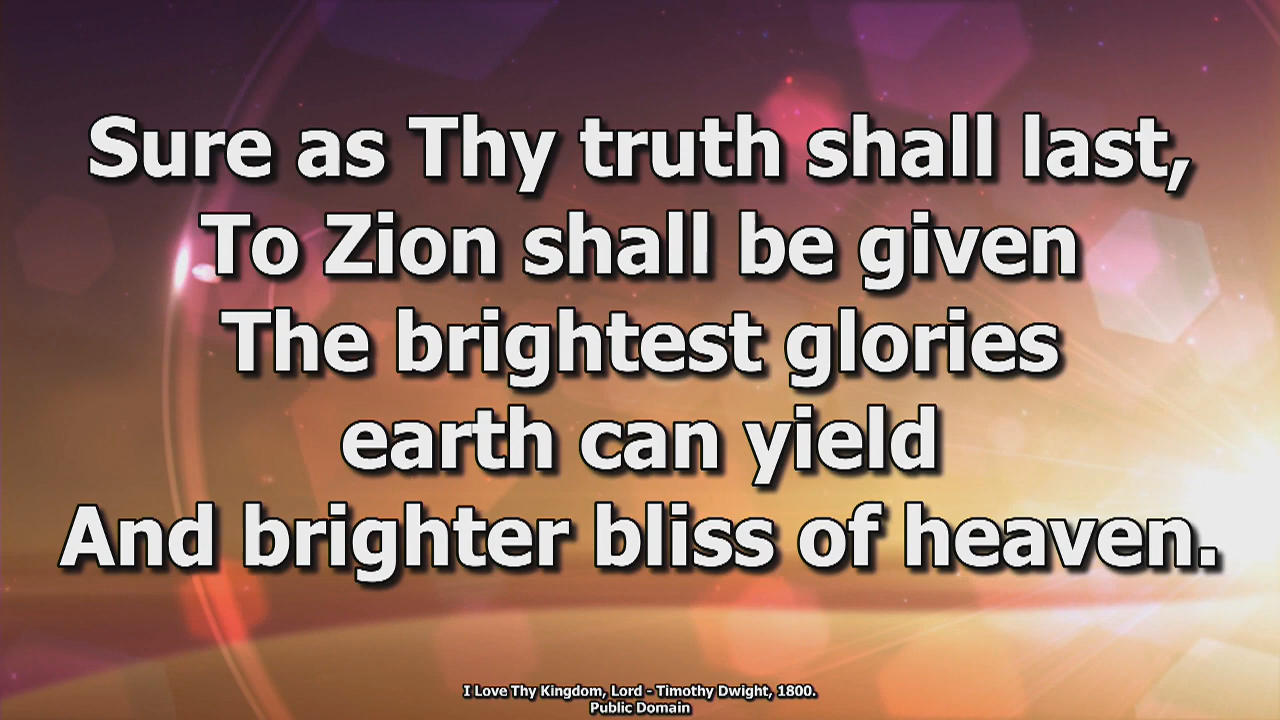 Sure as Thy truth shall last,
To Zion shall be given
The brightest glories
earth can yield
And brighter bliss of heaven.
I Love Thy Kingdom, Lord - Timothy Dwight, 1800.
Public Domain